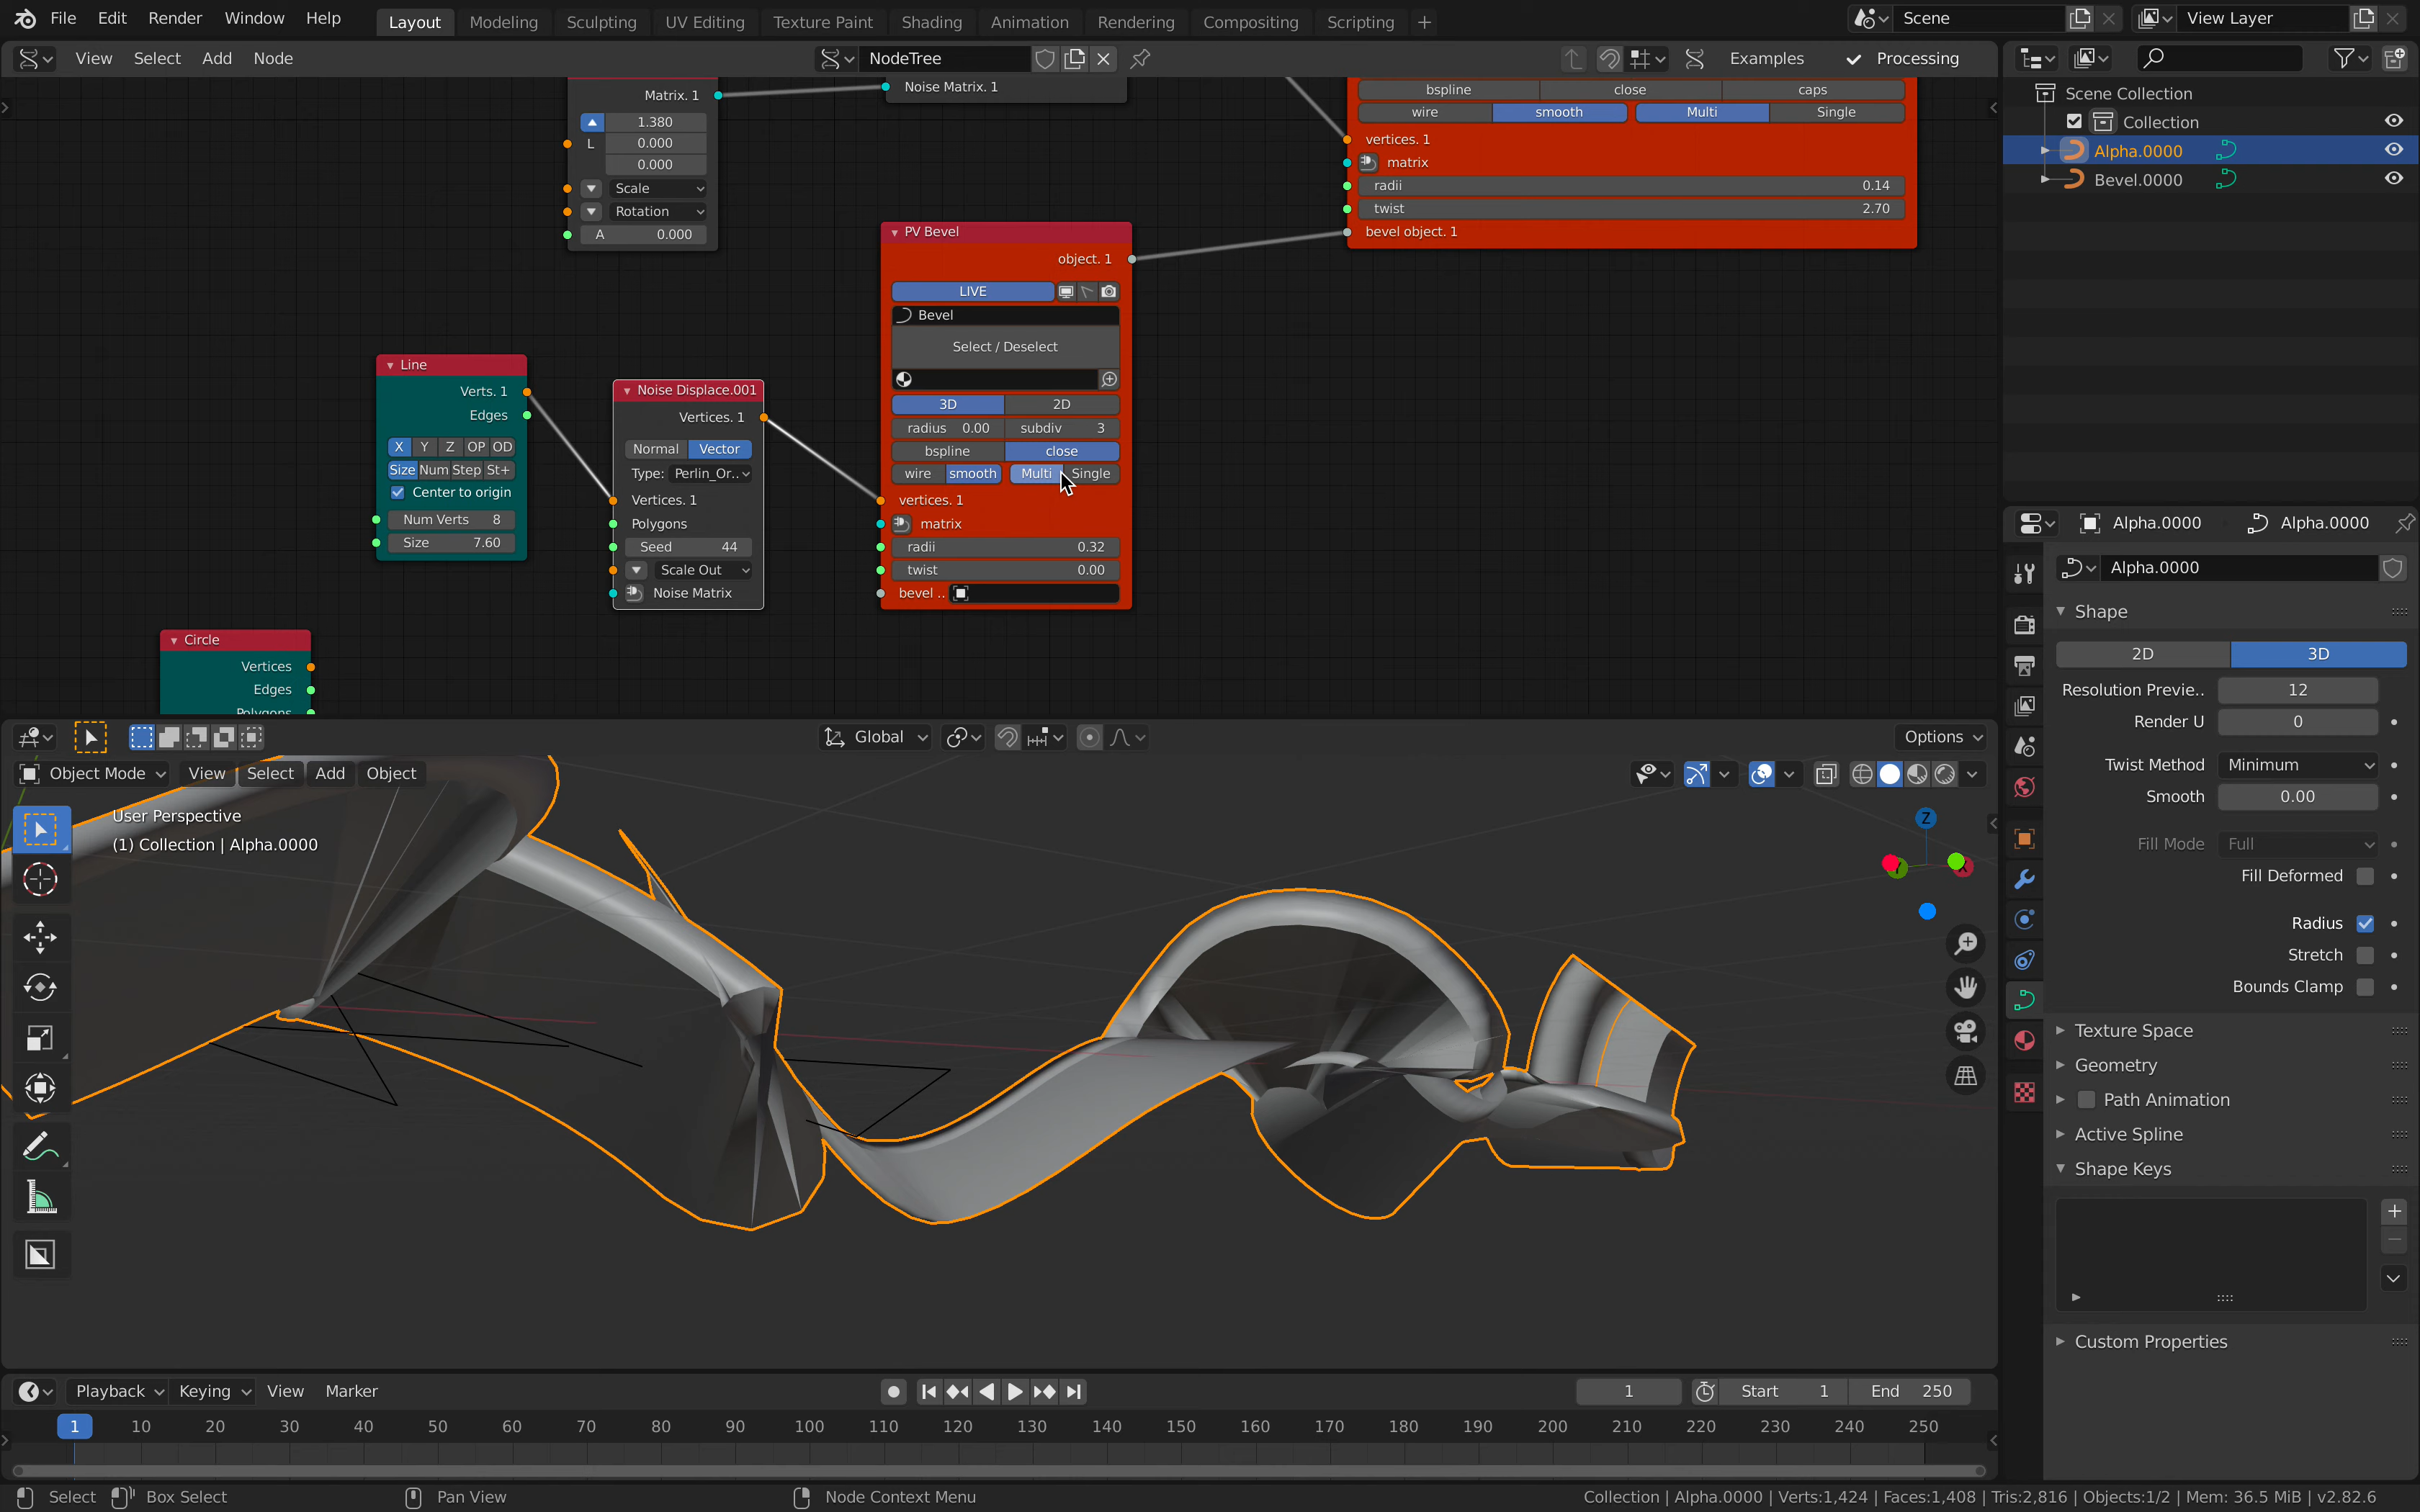 File Edit Render Window Help Layout Modeling Sculpting UV Editing Texture Paint Shading Animation Rendering Compositing Scripting + Scene View Layer
View Select Add Node NodeTree Examples Processing
Matrix. 1
1.380
L 0.000
0.000
Scale
Rotation
A 0.000
Noise Matrix. 1
bspline close caps
wire smooth Multi Single
vertices. 1
matrix
radii 0.14
twist 2.70
bevel object. 1
PV Bevel
object. 1
LIVE
Bevel
Select / Deselect
3D 2D
radius 0.00 subdiv 3
bspline close
wire smooth Multi Single
vertices. 1
matrix
radii 0.32
twist 0.00
bevel ..
Line
Verts. 1
Edges
X Y Z OP OD
Size Num Step St+
Center to origin
Num Verts 8
Size 7.60
Noise Displace.001
Vertices. 1
Normal Vector
Type: Perlin_Or..
Vertices. 1
Polygons
Seed 44
Scale Out
Noise Matrix
Circle
Vertices
Edges
Polygons
Scene Collection
Collection
Alpha.0000
Bevel.0000
Alpha.0000 Alpha.0000
Alpha.0000
Shape
2D 3D
Resolution Previe.. 12
Render U 0
Twist Method Minimum
Smooth 0.00
Fill Mode Full
Fill Deformed
Radius
Stretch
Bounds Clamp
Texture Space
Geometry
Path Animation
Active Spline
Shape Keys
Custom Properties
Global Options
Object Mode View Select Add Object
User Perspective
(1) Collection | Alpha.0000
Z
Y X
Playback Keying View Marker 1 Start 1 End 250
1 10 20 30 40 50 60 70 80 90 100 110 120 130 140 150 160 170 180 190 200 210 220 230 240 250
Select Box Select Pan View Node Context Menu Collection | Alpha.0000 | Verts:1,424 | Faces:1,408 | Tris:2,816 | Objects:1/2 | Mem: 36.5 MiB | v2.82.6